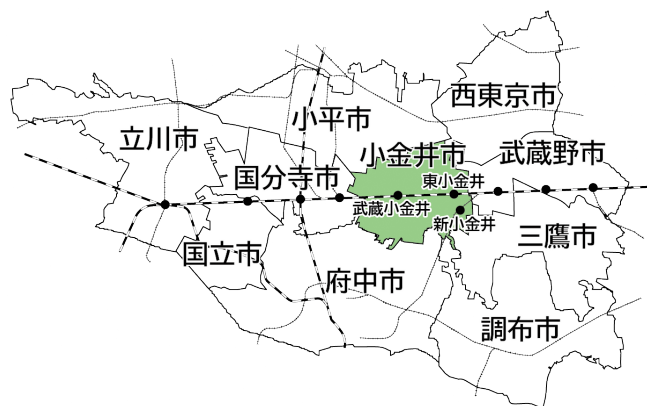 西東京市
小平市
立川市
小金井市
武蔵野市
国分寺市
東小金井
武蔵小金井
新小金井
三鷹市
国立市
府中市
調布市